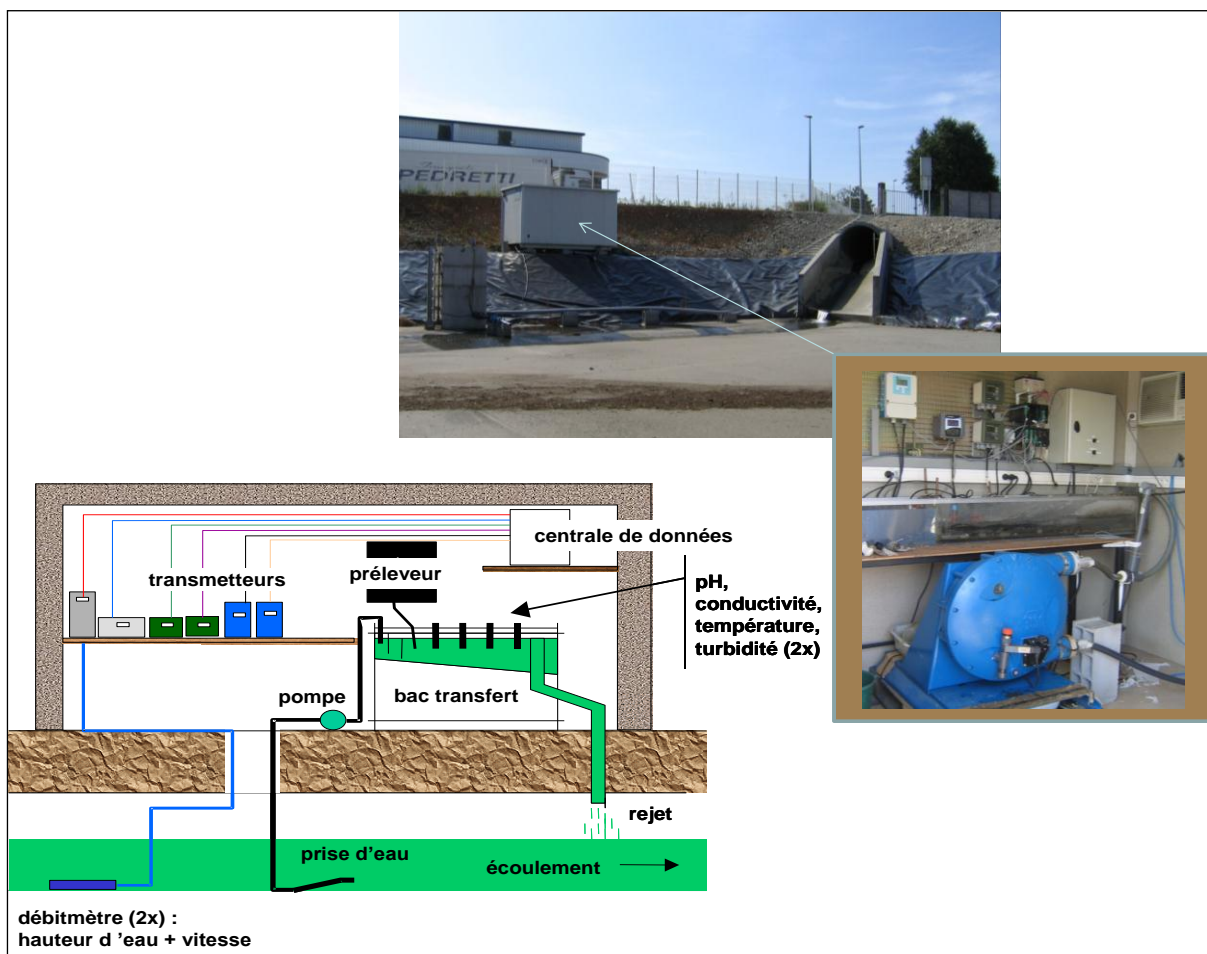 PEDRETTI
centrale de données
transmetteurs
préleveur
pH,
conductivité,
température,
turbidité (2x)
pompe
bac transfert
rejet
prise d'eau
écoulement
débitmètre (2x) :
hauteur d 'eau + vitesse